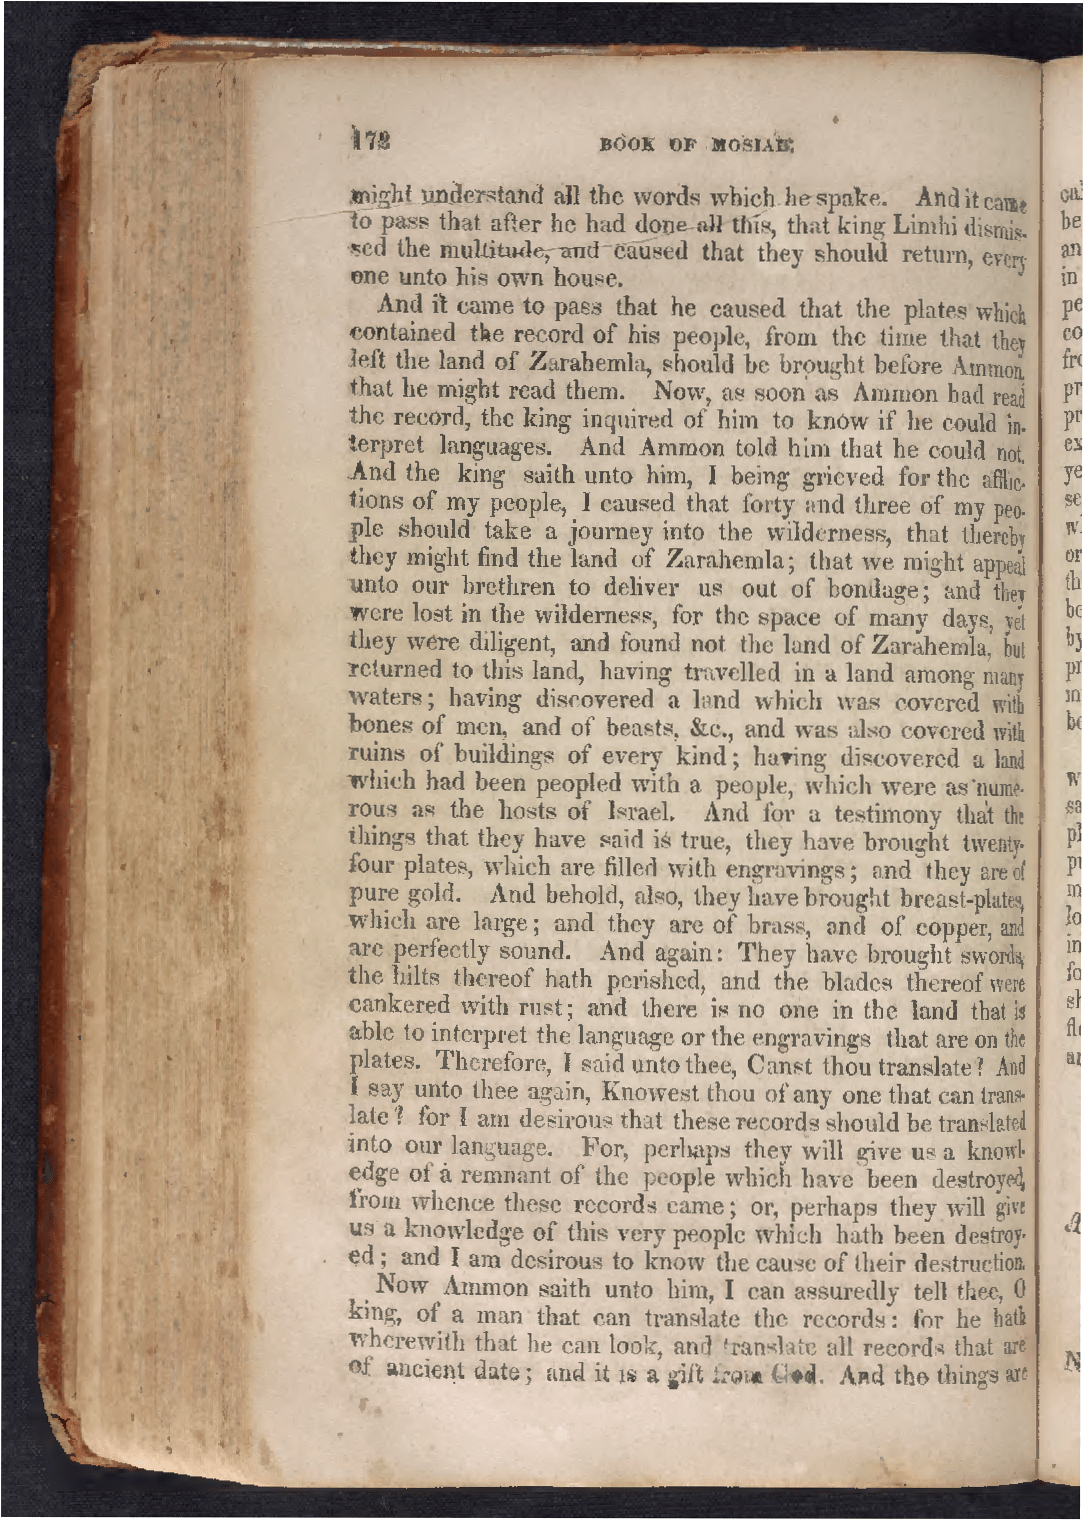 172 BOOK OF MOSIAH.
might understand all the words which he spake. And it came
to pass that after he had done all this, that king Limhi dismis-
sed the multitude, and caused that they should return, every
one unto his own house.
And it came to pass that he caused that the plates which
contained the record of his people, from the time that they
left the land of Zarahemla, should be brought before Ammon,
that he might read them. Now, as soon as Ammon had read
the record, the king inquired of him to know if he could in-
terpret languages. And Ammon told him that he could not.
And the king saith unto him, I being grieved for the afflic-
tions of my people, I caused that forty and three of my peo-
ple should take a journey into the wilderness, that thereby
they might find the land of Zarahemla; that we might appeal
unto our brethren to deliver us out of bondage; and they
were lost in the wilderness, for the space of many days, yet
they were diligent, and found not the land of Zarahemla, but
returned to this land, having travelled in a land among many
waters; having discovered a land which was covered with
bones of men, and of beasts, &c., and was also covered with
ruins of buildings of every kind; having discovered a land
which had been peopled with a people, which were as nume-
rous as the hosts of Israel. And for a testimony that the
things that they have said is true, they have brought twenty-
four plates, which are filled with engravings; and they are of
pure gold. And behold, also, they have brought breast-plates,
which are large; and they are of brass, and of copper, and
are perfectly sound. And again: They have brought swords,
the hilts thereof hath perished, and the blades thereof were
cankered with rust; and there is no one in the land that is
able to interpret the language or the engravings that are on the
plates. Therefore, I said unto thee, Canst thou translate? And
I say unto thee again, Knowest thou of any one that can trans-
late? for I am desirous that these records should be translated
into our language. For, perhaps they will give us a knowl-
edge of a remnant of the people which have been destroyed,
from whence these records came; or, perhaps they will give
us a knowledge of this very people which hath been destroy-
ed; and I am desirous to know the cause of their destruction.
Now Ammon saith unto him, I can assuredly tell thee, O
king, of a man that can translate the records: for he hath
wherewith that he can look, and translate all records that are
of ancient date; and it is a gift from God. And the things are